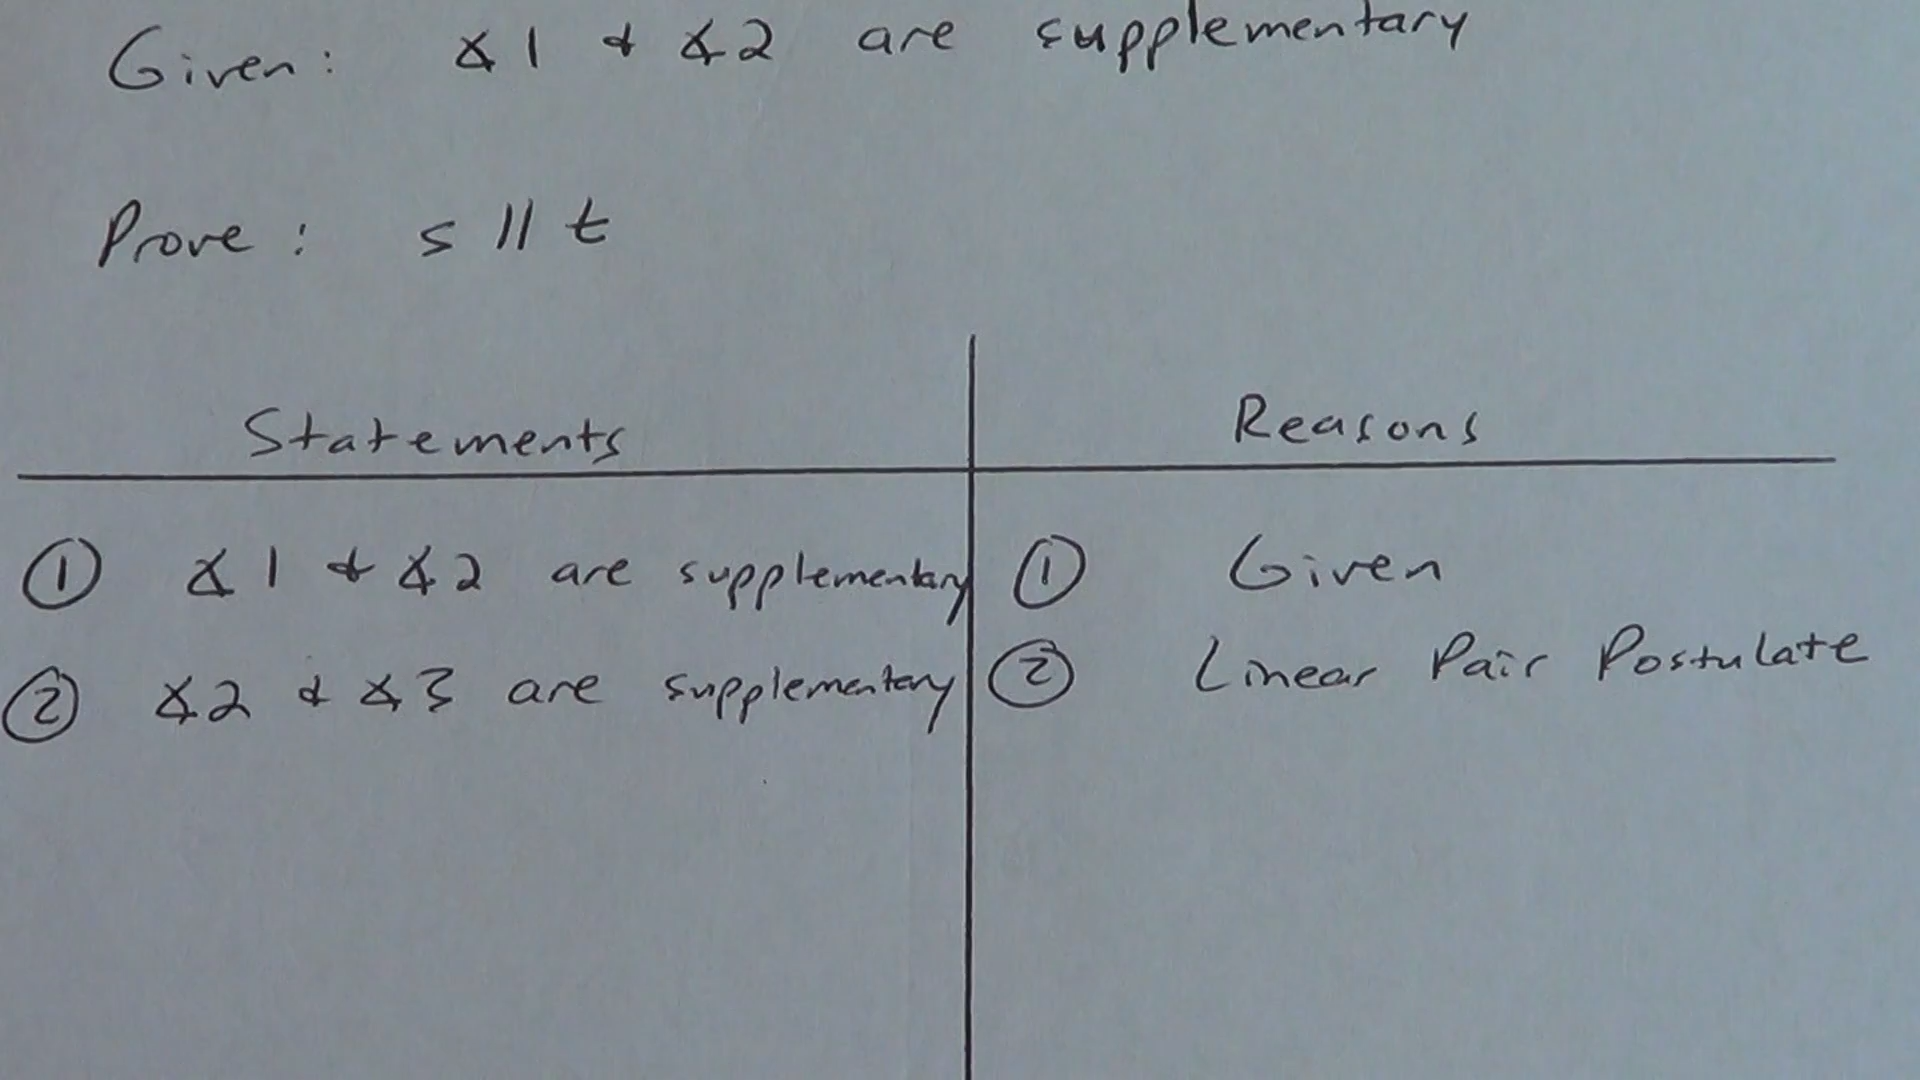 Given: ∡1 & ∡2 are supplementary
Prove: s || t
Statements Reasons
① ∡1 & ∡2 are supplementary ① Given
② ∡2 & ∡3 are supplementary ② Linear Pair Postulate